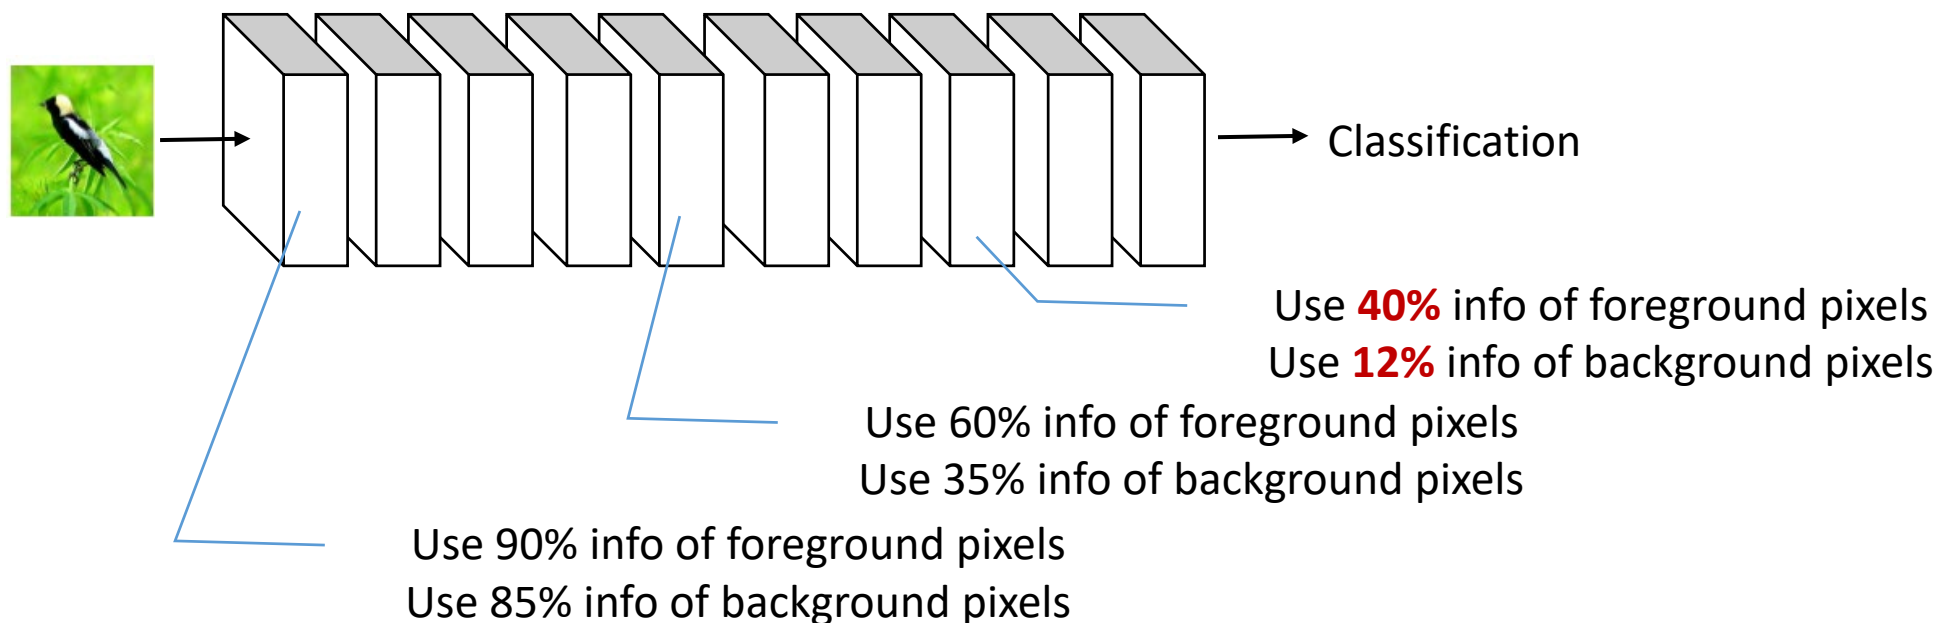 Classification
Use 40% info of foreground pixels
Use 12% info of background pixels
Use 60% info of foreground pixels
Use 35% info of background pixels
Use 90% info of foreground pixels
Use 85% info of background pixels